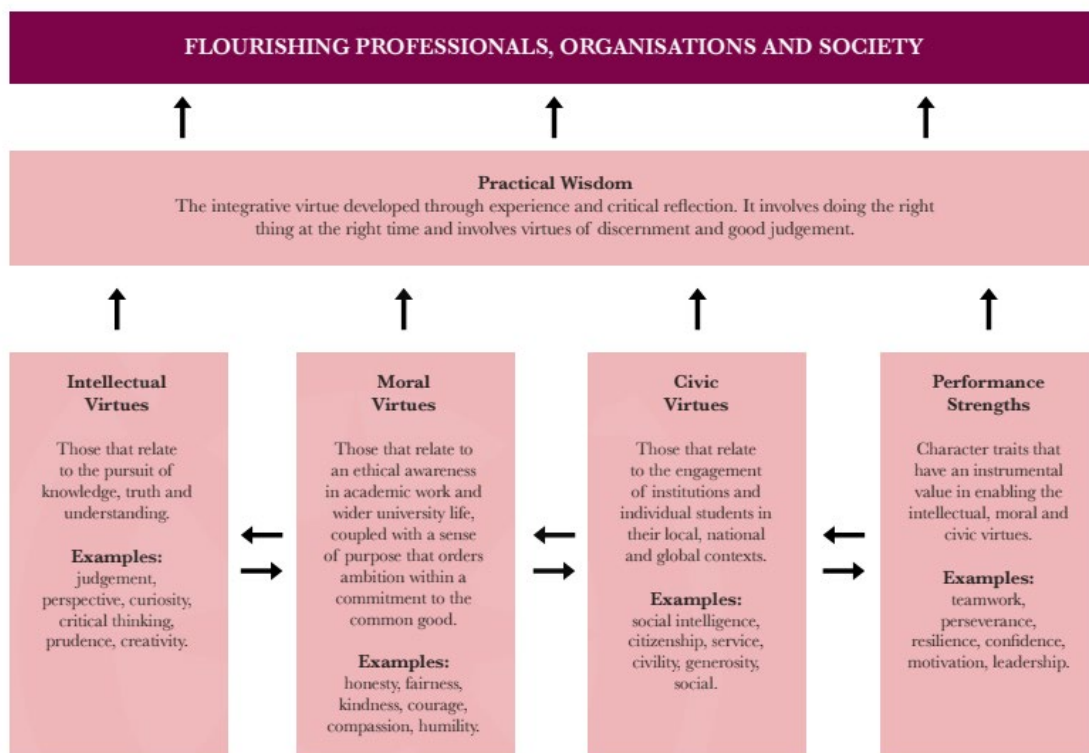 FLOURISHING PROFESSIONALS, ORGANISATIONS AND SOCIETY
Practical Wisdom
The integrative virtue developed through experience and critical reflection. It involves doing the right
thing at the right time and involves virtues of discernment and good judgement.
Intellectual
Virtues
Those that relate
to the pursuit of
knowledge, truth and
understanding.
Examples:
judgement,
perspective, curiosity,
critical thinking,
prudence, creativity.
Moral
Virtues
Those that relate to
an ethical awareness
in academic work and
wider university life,
coupled with a sense
of purpose that orders
ambition within a
commitment to the
common good.
Examples:
honesty, fairness,
kindness, courage,
compassion, humility.
Civic
Virtues
Those that relate
to the engagement
of institutions and
individual students in
their local, national
and global contexts.
Examples:
social intelligence,
citizenship, service,
civility, generosity,
social.
Performance
Strengths
Character traits that
have an instrumental
value in enabling the
intellectual, moral and
civic virtues.
Examples:
teamwork,
perseverance,
resilience, confidence,
motivation, leadership.